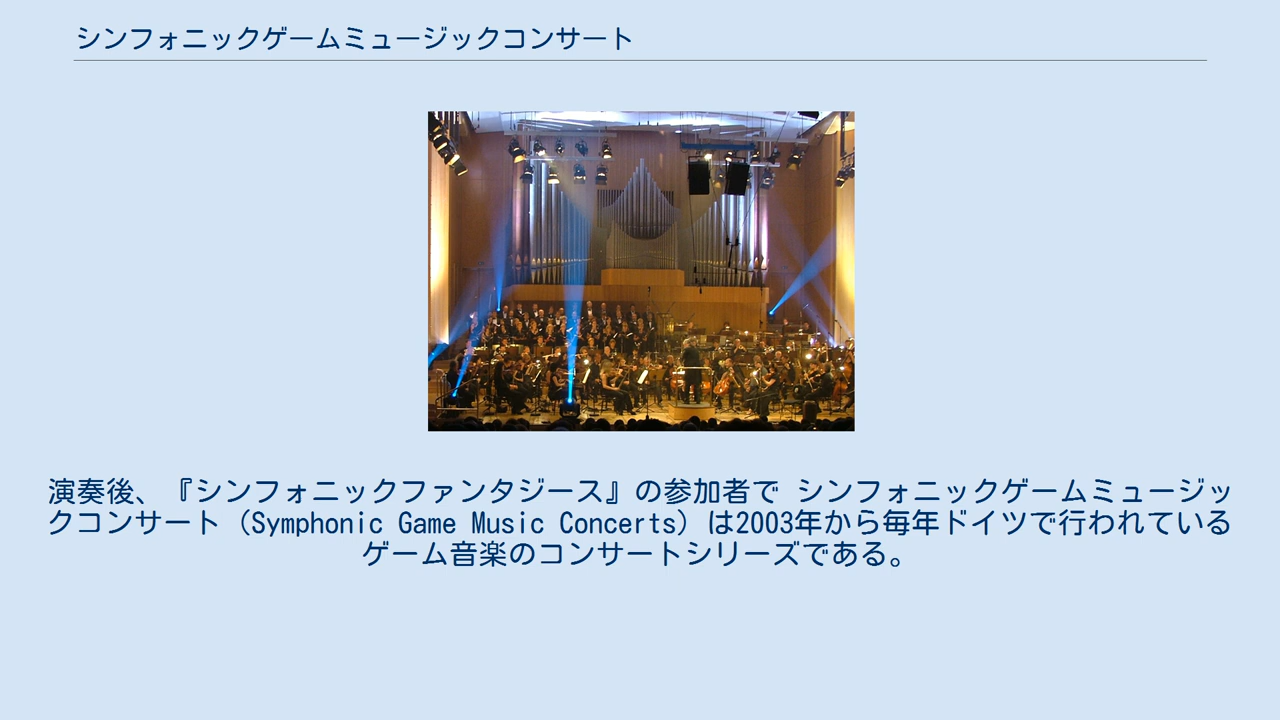 シンフォニックゲームミュージックコンサート
演奏後、『シンフォニックファンタジース』の参加者で シンフォニックゲームミュージッ
クコンサート（Symphonic Game Music Concerts）は2003年から毎年ドイツで行われている
ゲーム音楽のコンサートシリーズである。